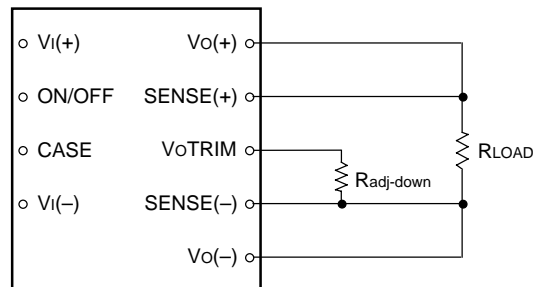 VI(+)
VO(+)
ON/OFF
SENSE(+)
CASE
VOTRIM
RLOAD
Radj-down
VI(–)
SENSE(–)
VO(–)